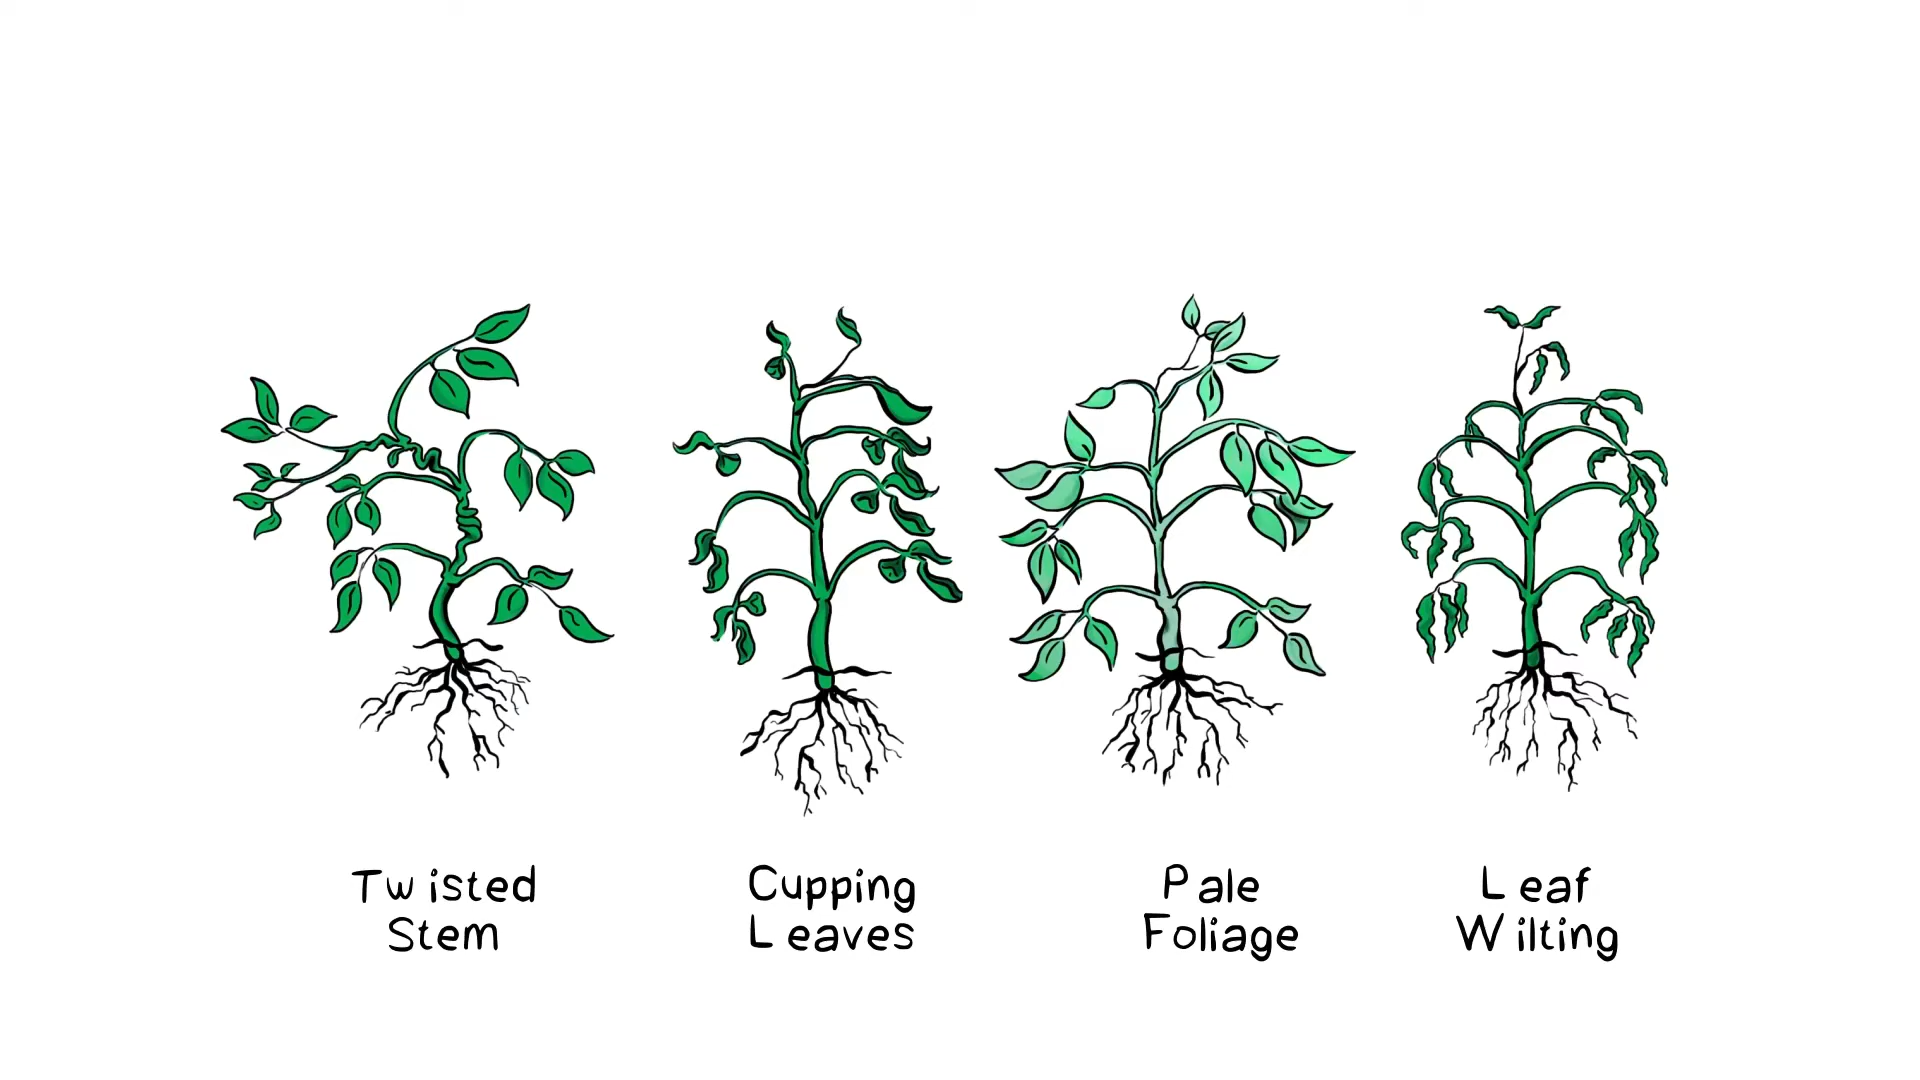 Twisted
Stem
Cupping
Leaves
Pale
Foliage
Leaf
Wilting